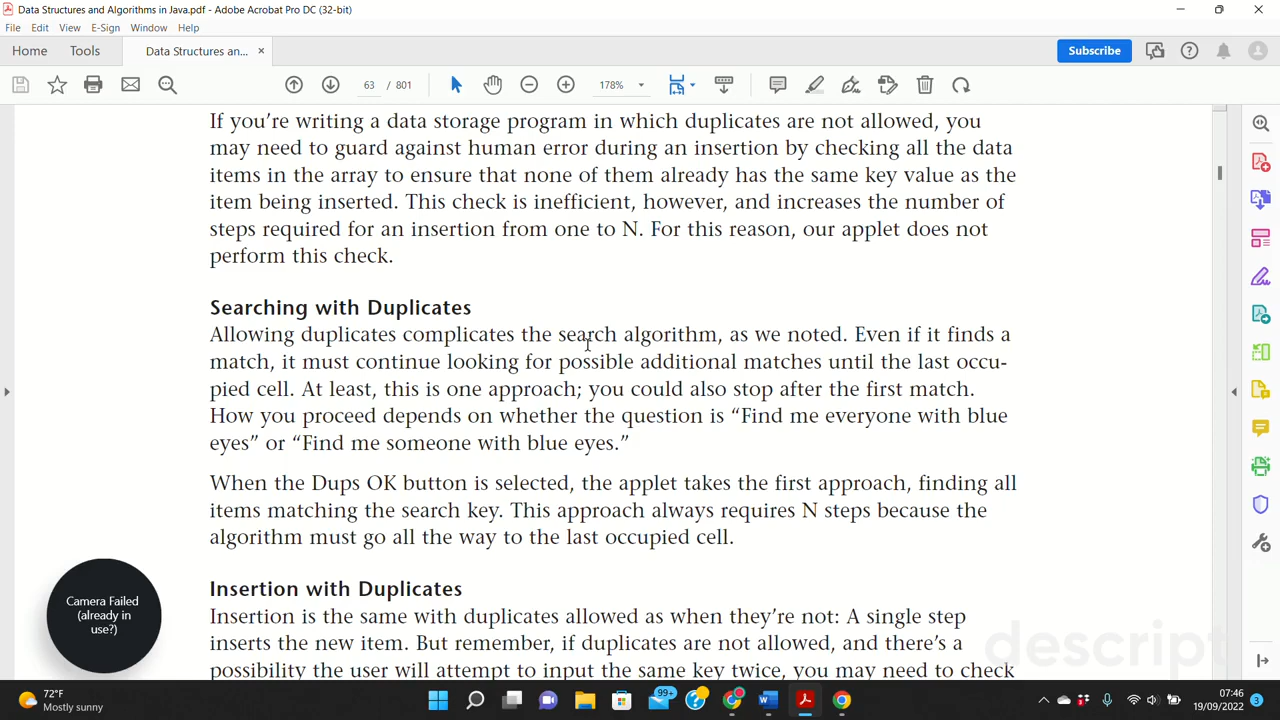 Data Structures and Algorithms in Java.pdf - Adobe Acrobat Pro DC (32-bit)
File Edit View E-Sign Window Help
Home Tools Data Structures an... × Subscribe
63 / 801 178%
If you’re writing a data storage program in which duplicates are not allowed, you
may need to guard against human error during an insertion by checking all the data
items in the array to ensure that none of them already has the same key value as the
item being inserted. This check is inefficient, however, and increases the number of
steps required for an insertion from one to N. For this reason, our applet does not
perform this check.
Searching with Duplicates
Allowing duplicates complicates the search algorithm, as we noted. Even if it finds a
match, it must continue looking for possible additional matches until the last occu-
pied cell. At least, this is one approach; you could also stop after the first match.
How you proceed depends on whether the question is “Find me everyone with blue
eyes” or “Find me someone with blue eyes.”
When the Dups OK button is selected, the applet takes the first approach, finding all
items matching the search key. This approach always requires N steps because the
algorithm must go all the way to the last occupied cell.
Insertion with Duplicates
Insertion is the same with duplicates allowed as when they’re not: A single step
inserts the new item. But remember, if duplicates are not allowed, and there’s a
possibility the user will attempt to input the same key twice, you may need to check
Camera Failed
(already in
use?)
descript
72°F
Mostly sunny
99+
07:46
19/09/2022
3